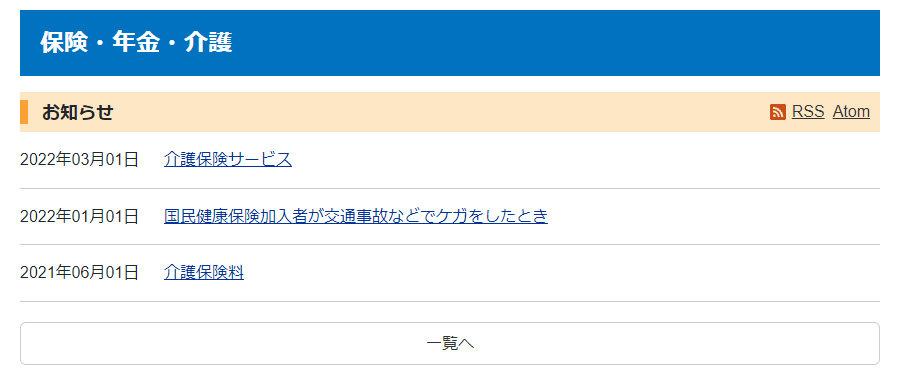 保険・年金・介護
お知らせ RSS Atom
2022年03月01日 介護保険サービス
2022年01月01日 国民健康保険加入者が交通事故などでケガをしたとき
2021年06月01日 介護保険料
一覧へ